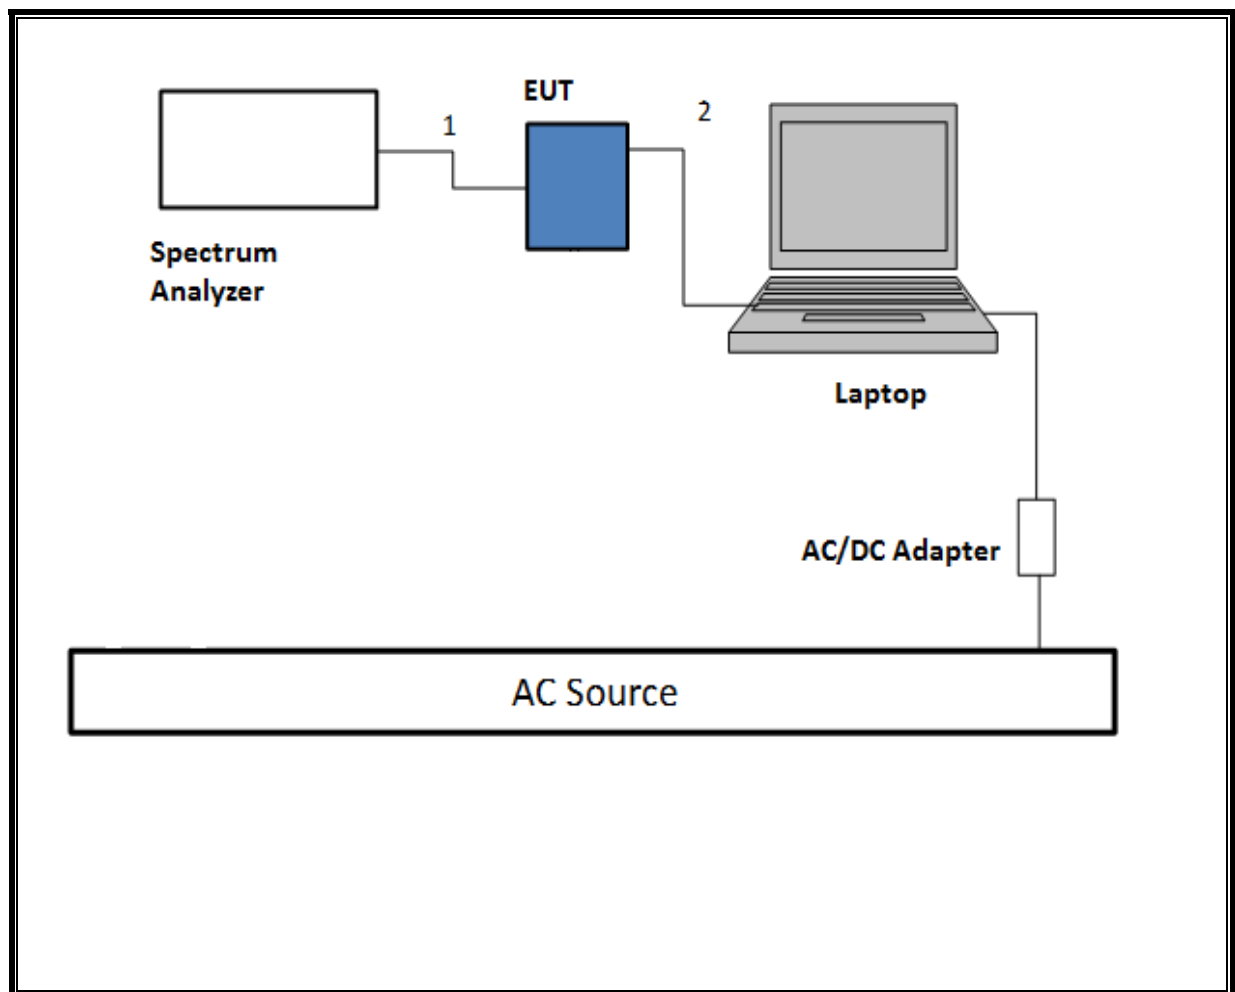 EUT
1
2
Spectrum
Analyzer
Laptop
AC/DC Adapter
AC Source